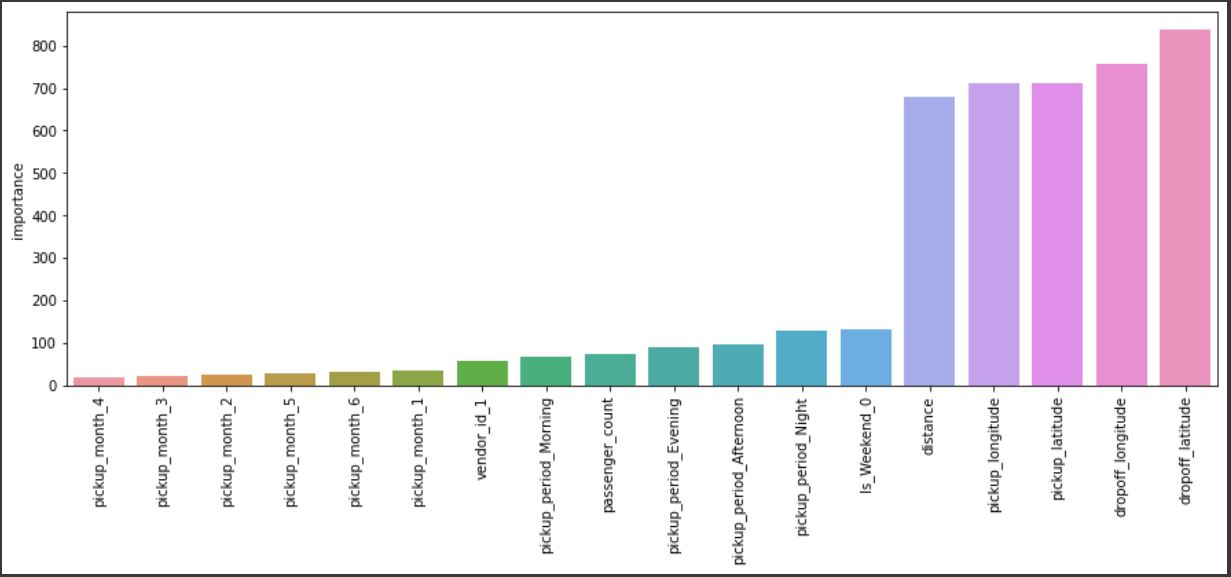 800
700
600
500
400
300
200
100
0
importance
pickup_month_4
pickup_month_3
pickup_month_2
pickup_month_5
pickup_month_6
pickup_month_1
vendor_id_1
pickup_period_Morning
passenger_count
pickup_period_Evening
pickup_period_Afternoon
pickup_period_Night
Is_Weekend_0
distance
pickup_longitude
pickup_latitude
dropoff_longitude
dropoff_latitude